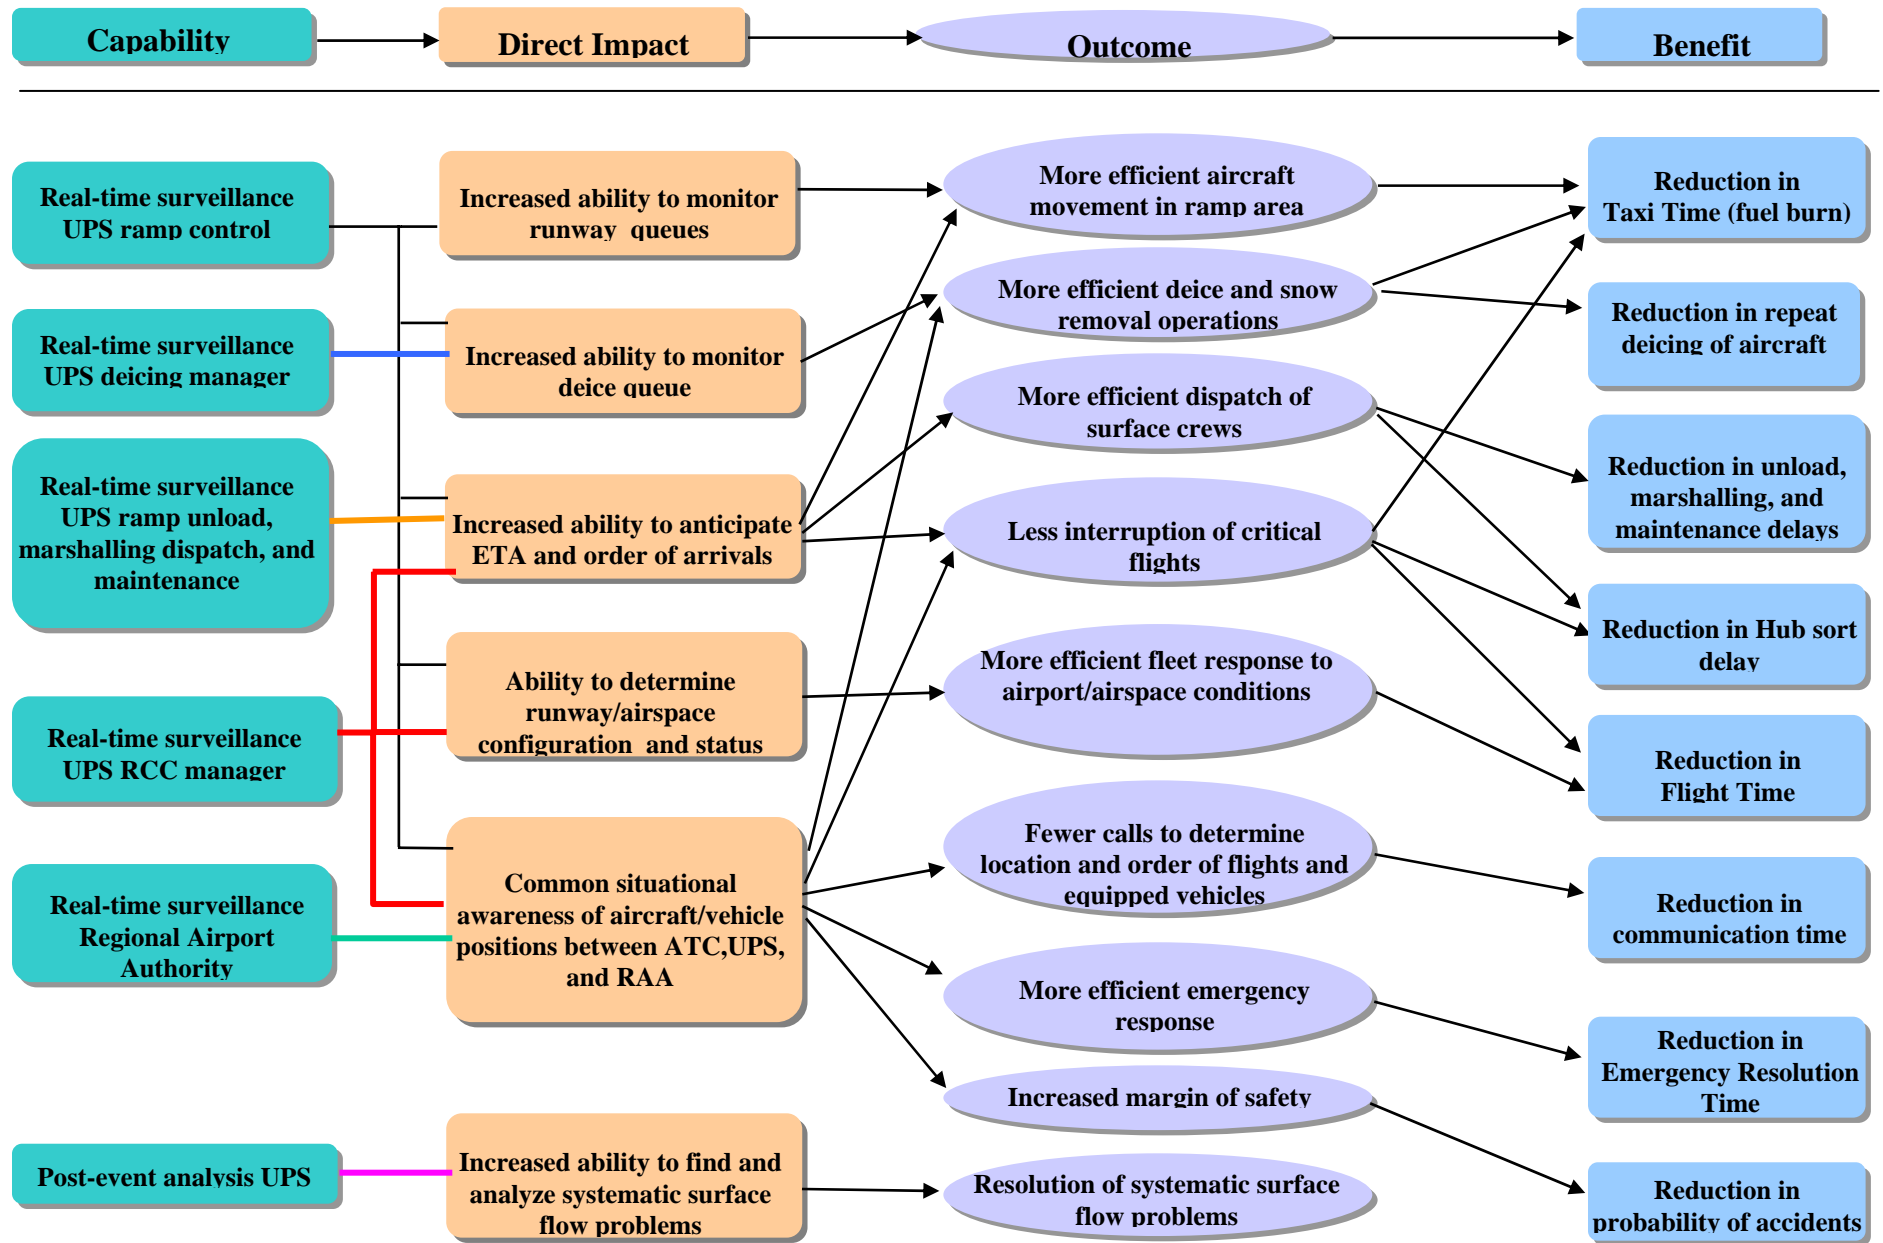 Capability
Direct Impact
Outcome
Benefit
Real-time surveillance
UPS ramp control
Increased ability to monitor
runway queues
More efficient aircraft
movement in ramp area
Reduction in
Taxi Time (fuel burn)
Real-time surveillance
UPS deicing manager
Increased ability to monitor
deice queue
More efficient deice and snow
removal operations
Reduction in repeat
deicing of aircraft
Real-time surveillance
UPS ramp unload,
marshalling dispatch, and
maintenance
Increased ability to anticipate
ETA and order of arrivals
More efficient dispatch of
surface crews
Less interruption of critical
flights
Reduction in unload,
marshalling, and
maintenance delays
Reduction in Hub sort
delay
Real-time surveillance
UPS RCC manager
Ability to determine
runway/airspace
configuration and status
More efficient fleet response to
airport/airspace conditions
Reduction in
Flight Time
Real-time surveillance
Regional Airport
Authority
Common situational
awareness of aircraft/vehicle
positions between ATC,UPS,
and RAA
Fewer calls to determine
location and order of flights and
equipped vehicles
Reduction in
communication time
More efficient emergency
response
Reduction in
Emergency Resolution
Time
Increased margin of safety
Post-event analysis UPS
Increased ability to find and
analyze systematic surface
flow problems
Resolution of systematic surface
flow problems
Reduction in
probability of accidents